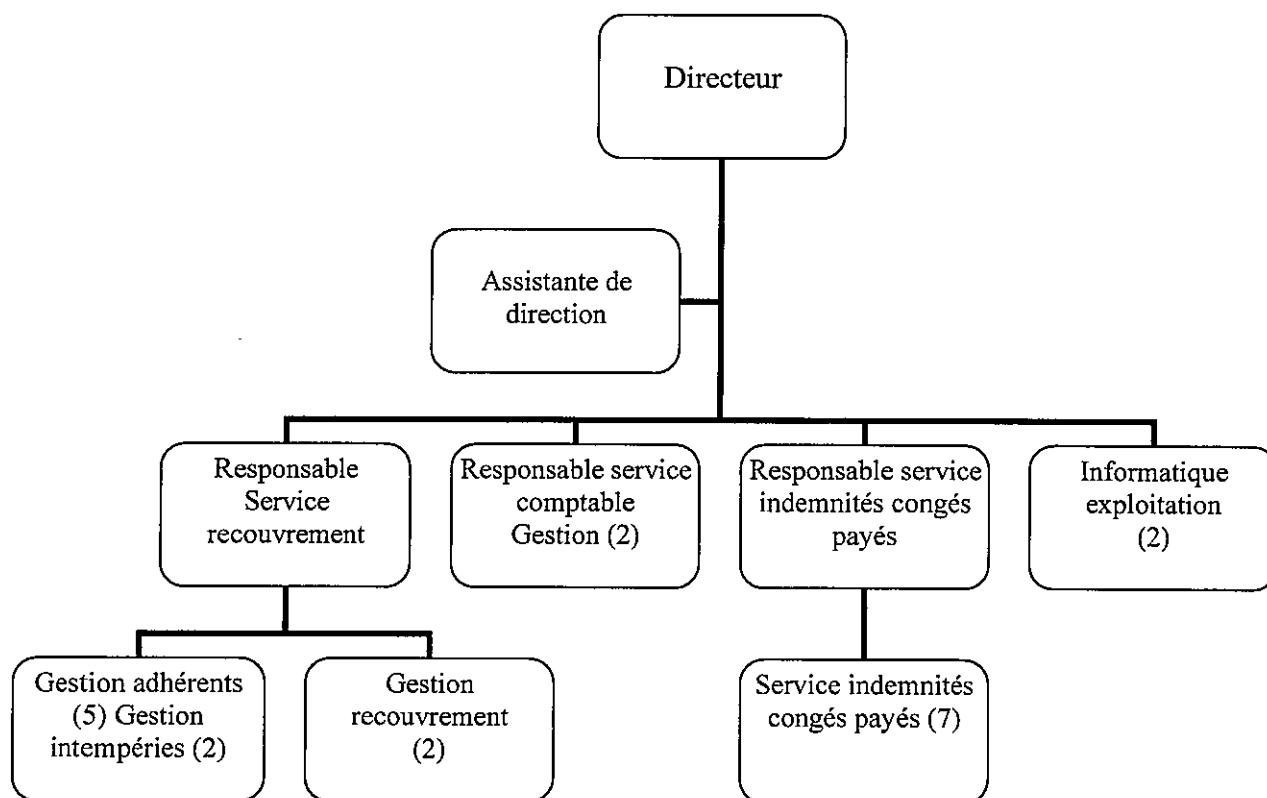 Directeur
Assistante de
direction
Responsable
Service
recouvrement
Responsable service
comptable
Gestion (2)
Responsable service
indemnités congés
payés
Informatique
exploitation
(2)
Gestion adhérents
(5) Gestion
intempéries (2)
Gestion
recouvrement
(2)
Service indemnités
congés payés (7)